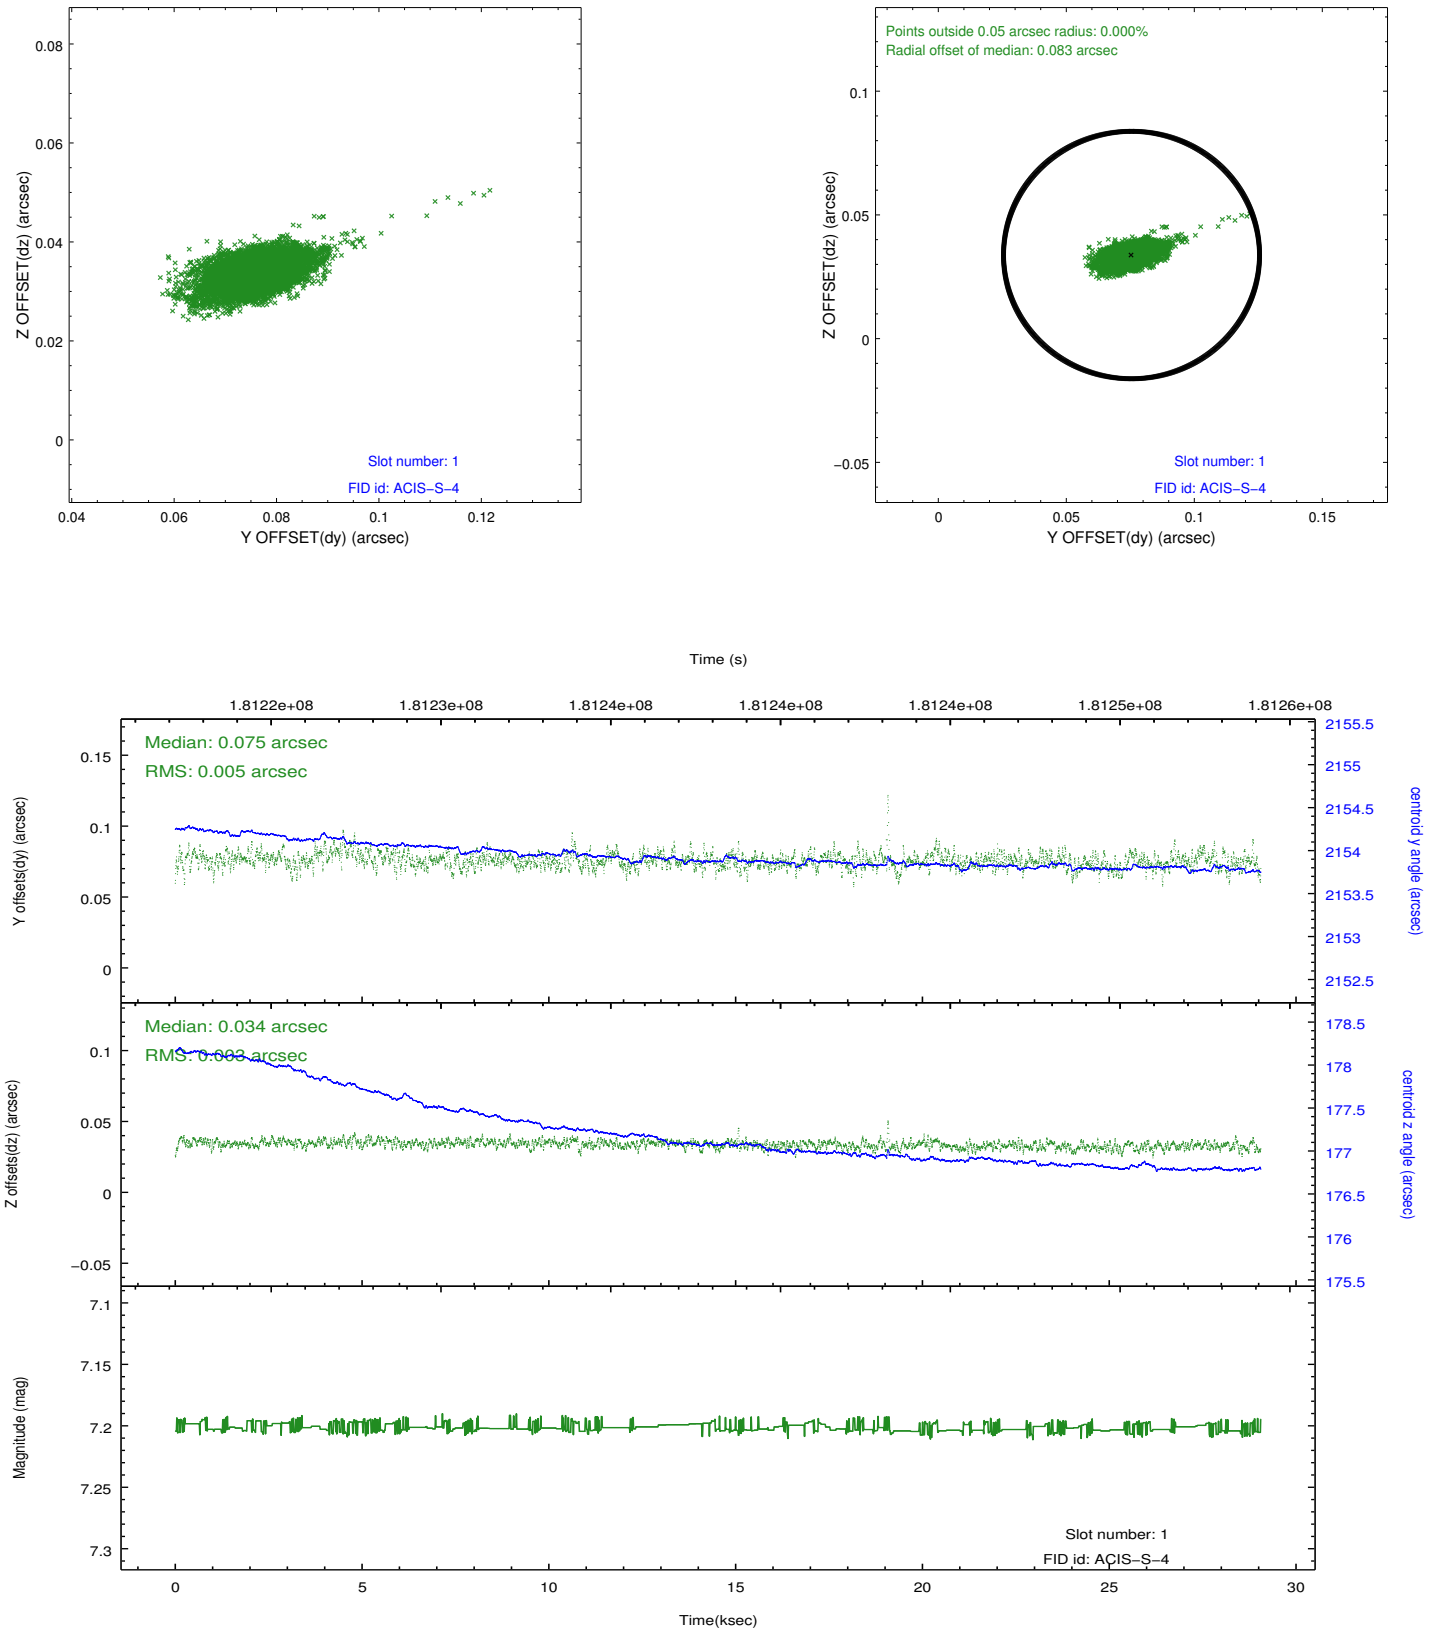 0.08
0.06
0.04
0.02
0
Z OFFSET(dz) (arcsec)
Slot number: 1
FID id: ACIS-S-4
0.04 0.06 0.08 0.1 0.12
Y OFFSET(dy) (arcsec)
Points outside 0.05 arcsec radius: 0.000%
Radial offset of median: 0.083 arcsec
0.1
0.05
0
−0.05
Z OFFSET(dz) (arcsec)
Slot number: 1
FID id: ACIS-S-4
0 0.05 0.1 0.15
Y OFFSET(dy) (arcsec)
Time (s)
1.8122e+08 1.8123e+08 1.8124e+08 1.8124e+08 1.8124e+08 1.8125e+08 1.8126e+08
Median: 0.075 arcsec
RMS: 0.005 arcsec
0.15
0.1
0.05
0
Y offsets(dy) (arcsec)
2155.5
2155
2154.5
2154
2153.5
2153
2152.5
centroid y angle (arcsec)
Median: 0.034 arcsec
RMS: 0.003 arcsec
0.1
0.05
0
−0.05
Z offsets(dz) (arcsec)
178.5
178
177.5
177
176.5
176
175.5
centroid z angle (arcsec)
7.1
7.15
7.2
7.25
7.3
Magnitude (mag)
Slot number: 1
FID id: ACIS-S-4
0 5 10 15 20 25 30
Time(ksec)